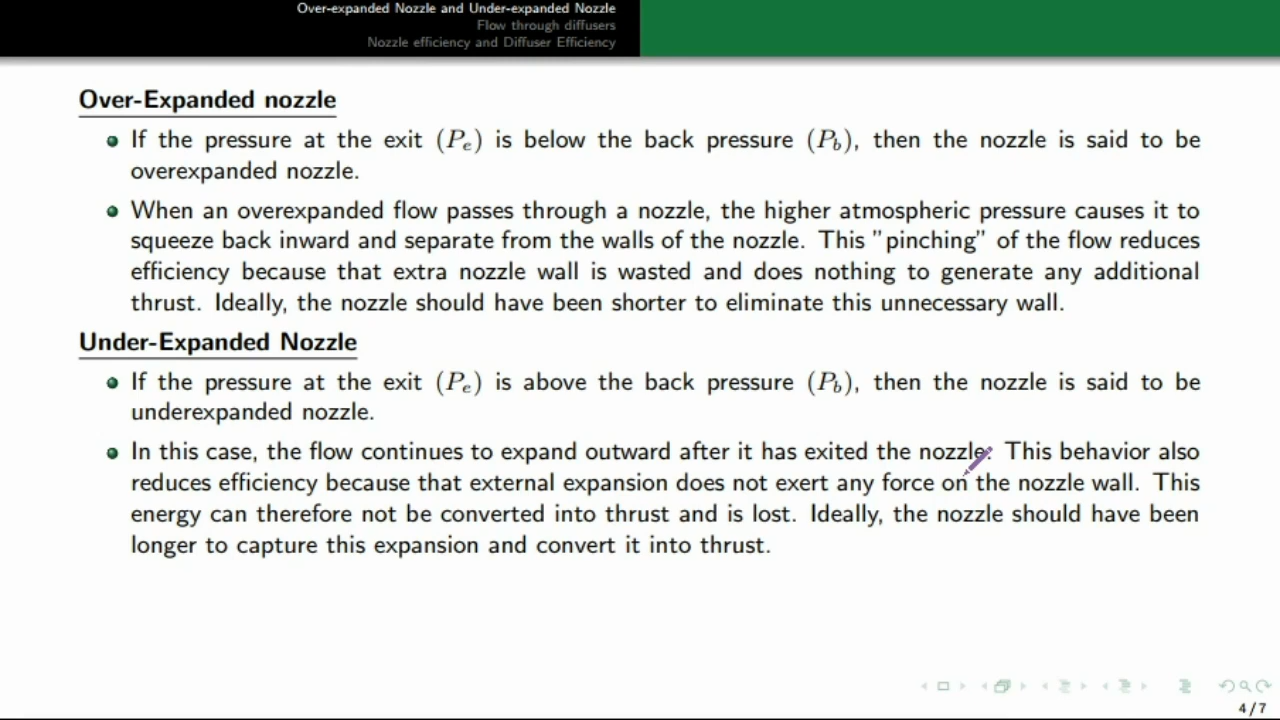 Over-expanded Nozzle and Under-expanded Nozzle
Flow through diffusers
Nozzle efficiency and Diffuser Efficiency
Over-Expanded nozzle
If the pressure at the exit (Pe) is below the back pressure (Pb), then the nozzle is said to be
overexpanded nozzle.
When an overexpanded flow passes through a nozzle, the higher atmospheric pressure causes it to
squeeze back inward and separate from the walls of the nozzle. This "pinching" of the flow reduces
efficiency because that extra nozzle wall is wasted and does nothing to generate any additional
thrust. Ideally, the nozzle should have been shorter to eliminate this unnecessary wall.
Under-Expanded Nozzle
If the pressure at the exit (Pe) is above the back pressure (Pb), then the nozzle is said to be
underexpanded nozzle.
In this case, the flow continues to expand outward after it has exited the nozzle. This behavior also
reduces efficiency because that external expansion does not exert any force on the nozzle wall. This
energy can therefore not be converted into thrust and is lost. Ideally, the nozzle should have been
longer to capture this expansion and convert it into thrust.
4/7